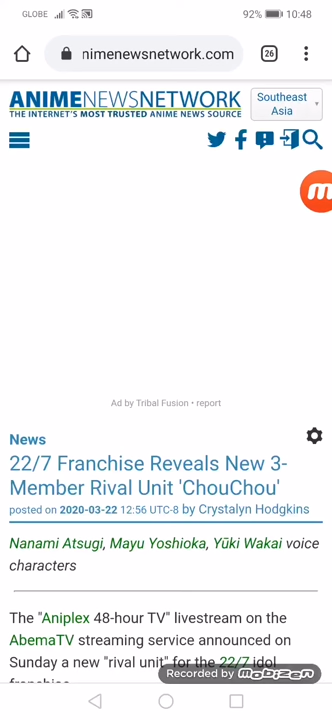 GLOBE 92% 10:48
nimenewsnetwork.com 26
ANIMENEWSNETWORK
THE INTERNET'S MOST TRUSTED ANIME NEWS SOURCE
Southeast
Asia
Ad by Tribal Fusion • report
News
22/7 Franchise Reveals New 3-
Member Rival Unit 'ChouChou'
posted on 2020-03-22 12:56 UTC-8 by Crystalyn Hodgkins
Nanami Atsugi, Mayu Yoshioka, Yūki Wakai voice
characters
The "Aniplex 48-hour TV" livestream on the
AbemaTV streaming service announced on
Sunday a new "rival unit" for the 22/7 idol
Recorded by mobizen